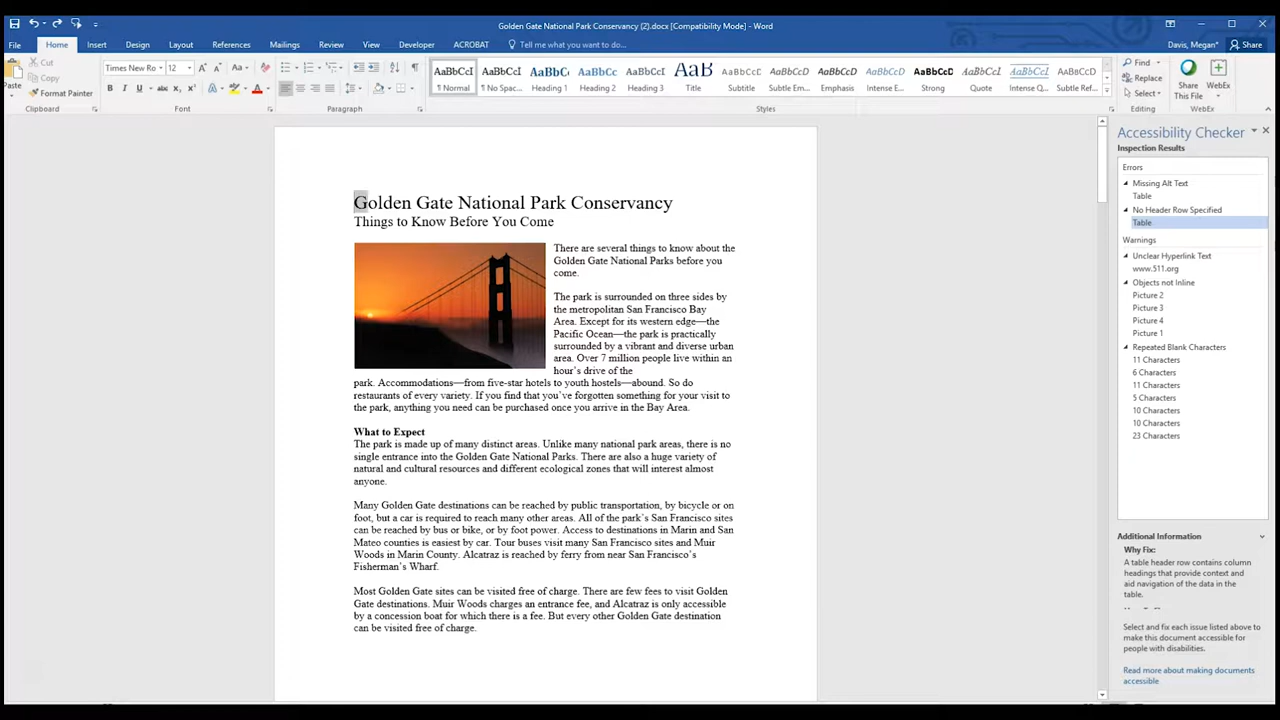 Golden Gate National Park Conservancy (2).docx [Compatibility Mode] - Word
File Home Insert Design Layout References Mailings Review View Developer ACROBAT Tell me what you want to do... Davis, Megan Share
Paste Cut
Copy
Format Painter
Clipboard
Times New Ro 12
Font
Paragraph
AaBbCcI AaBbCcI AaBbCc AaBbCc AaBbCcI AaB AaBbCcD AaBbCcD AaBbCcD AaBbCcD AaBbCcD AaBbCcD AaBbCcI AaBbCcD
¶ Normal ¶ No Spac... Heading 1 Heading 2 Heading 3 Title Subtitle Subtle Em... Emphasis Intense E... Strong Quote Intense Q... Subtle Ref...
Styles
Find
Replace
Select
Editing
Share This File WebEx
WebEx
Golden Gate National Park Conservancy
Things to Know Before You Come
There are several things to know about the
Golden Gate National Parks before you
come.
The park is surrounded on three sides by
the metropolitan San Francisco Bay
Area. Except for its western edge—the
Pacific Ocean—the park is practically
surrounded by a vibrant and diverse urban
area. Over 7 million people live within an
hour's drive of the
park. Accommodations—from five-star hotels to youth hostels—abound. So do
restaurants of every variety. If you find that you've forgotten something for your visit to
the park, anything you need can be purchased once you arrive in the Bay Area.
What to Expect
The park is made up of many distinct areas. Unlike many national park areas, there is no
single entrance into the Golden Gate National Parks. There are also a huge variety of
natural and cultural resources and different ecological zones that will interest almost
anyone.
Many Golden Gate destinations can be reached by public transportation, by bicycle or on
foot, but a car is required to reach many other areas. All of the park's San Francisco sites
can be reached by bus or bike, or by foot power. Access to destinations in Marin and San
Mateo counties is easiest by car. Tour buses visit many San Francisco sites and Muir
Woods in Marin County. Alcatraz is reached by ferry from near San Francisco's
Fisherman's Wharf.
Most Golden Gate sites can be visited free of charge. There are few fees to visit Golden
Gate destinations. Muir Woods charges an entrance fee, and Alcatraz is only accessible
by a concession boat for which there is a fee. But every other Golden Gate destination
can be visited free of charge.
Accessibility Checker
Inspection Results
Errors
Missing Alt Text
Table
No Header Row Specified
Table
Warnings
Unclear Hyperlink Text
www.511.org
Objects not Inline
Picture 2
Picture 3
Picture 4
Picture 1
Repeated Blank Characters
11 Characters
6 Characters
11 Characters
5 Characters
10 Characters
10 Characters
23 Characters
Additional Information
Why Fix:
A table header row contains column
headings that provide context and
aid navigation of the data in the
table.
Select and fix each issue listed above to
make this document accessible for
people with disabilities.
Read more about making documents
accessible